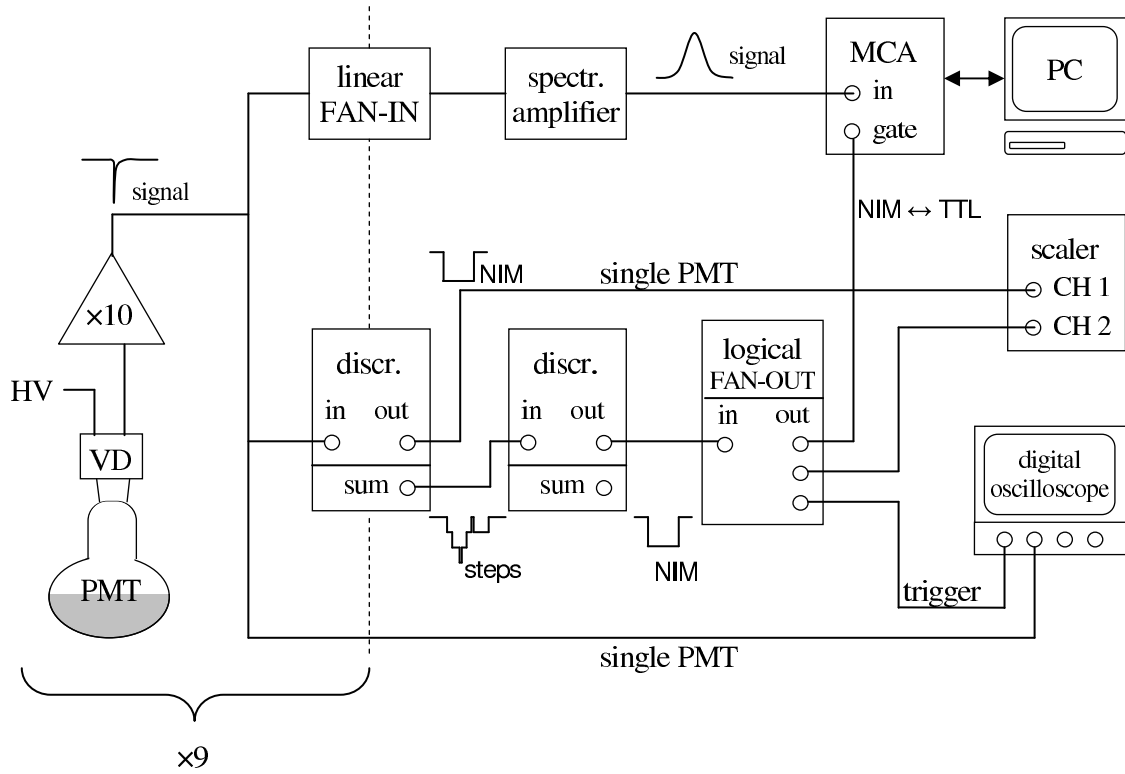 linear
FAN-IN
spectr.
amplifier
signal
MCA
in
gate
PC
signal
NIM ↔ TTL
NIM
single PMT
scaler
CH 1
CH 2
×10
HV
VD
PMT
discr.
in out
sum
discr.
in out
sum
logical
FAN-OUT
in out
digital
oscilloscope
steps
NIM
trigger
single PMT
×9